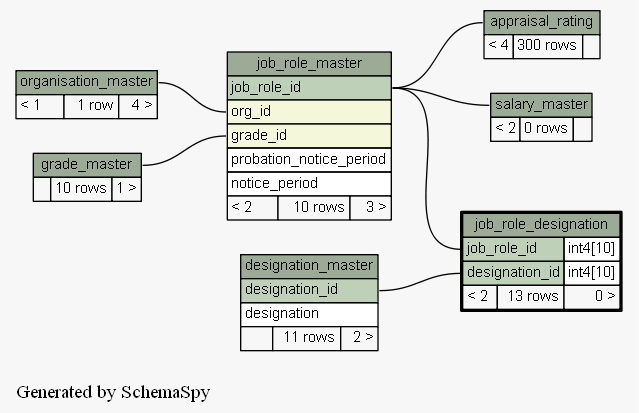 organisation_master
< 1 1 row 4 >
grade_master
10 rows 1 >
job_role_master
job_role_id
org_id
grade_id
probation_notice_period
notice_period
< 2 10 rows 3 >
designation_master
designation_id
designation
11 rows 2 >
appraisal_rating
< 4 300 rows
salary_master
< 2 0 rows
job_role_designation
job_role_id int4[10]
designation_id int4[10]
< 2 13 rows 0 >
Generated by SchemaSpy